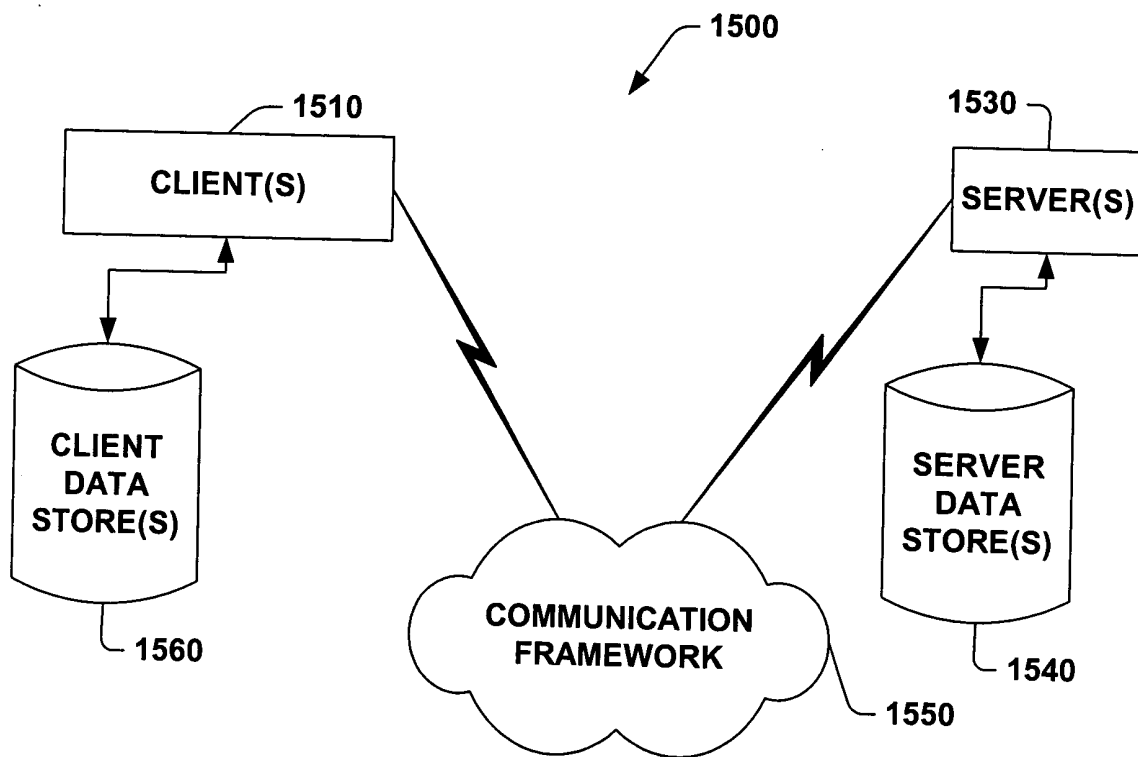 1500
1510
1530
CLIENT(S)
SERVER(S)
CLIENT
DATA
STORE(S)
SERVER
DATA
STORE(S)
COMMUNICATION
FRAMEWORK
1560
1540
1550